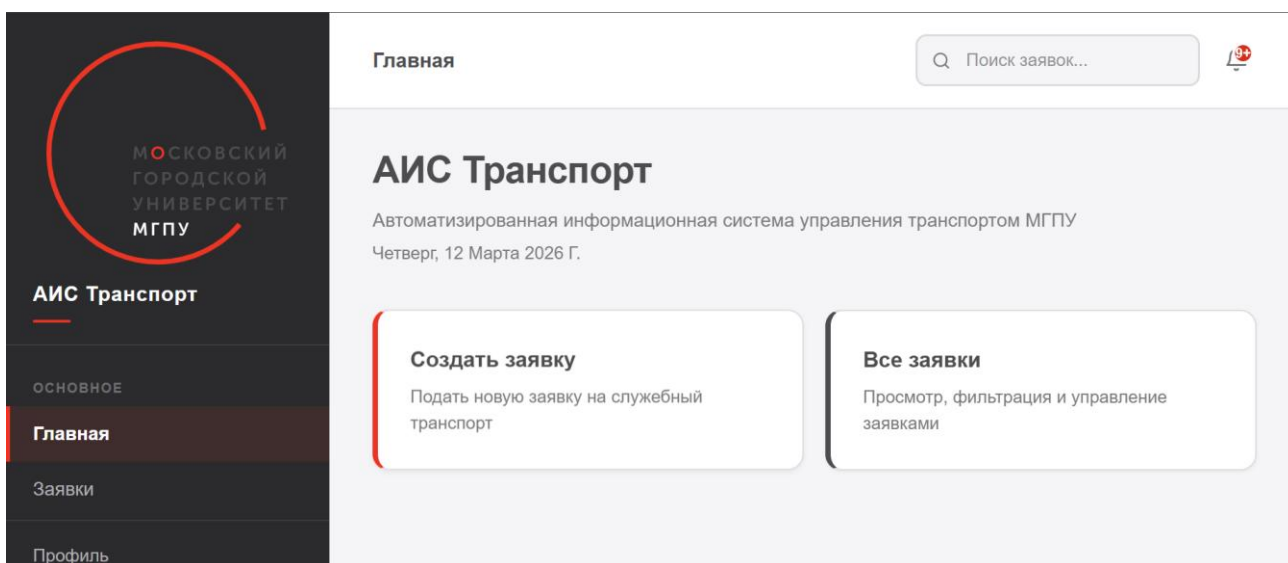 МОСКОВСКИЙ
ГОРОДСКОЙ
УНИВЕРСИТЕТ
МГПУ
АИС Транспорт
ОСНОВНОЕ
Главная
Заявки
Профиль
Главная
Поиск заявок...
9+
АИС Транспорт
Автоматизированная информационная система управления транспортом МГПУ
Четверг, 12 Марта 2026 Г.
Создать заявку
Подать новую заявку на служебный
транспорт
Все заявки
Просмотр, фильтрация и управление
заявками